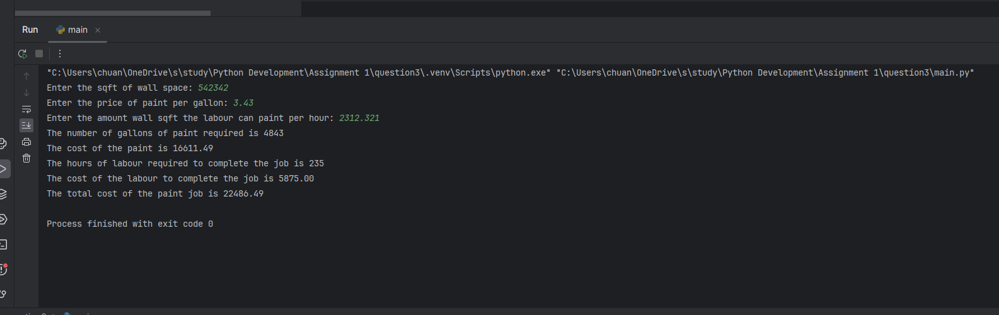 Run main
"C:\Users\chuan\OneDrive\s\study\Python Development\Assignment 1\question3\.venv\Scripts\python.exe" "C:\Users\chuan\OneDrive\s\study\Python Development\Assignment 1\question3\main.py"
Enter the sqft of wall space: 542342
Enter the price of paint per gallon: 3.43
Enter the amount wall sqft the labour can paint per hour: 2312.321
The number of gallons of paint required is 4843
The cost of the paint is 16611.49
The hours of labour required to complete the job is 235
The cost of the labour to complete the job is 5875.00
The total cost of the paint job is 22486.49
Process finished with exit code 0